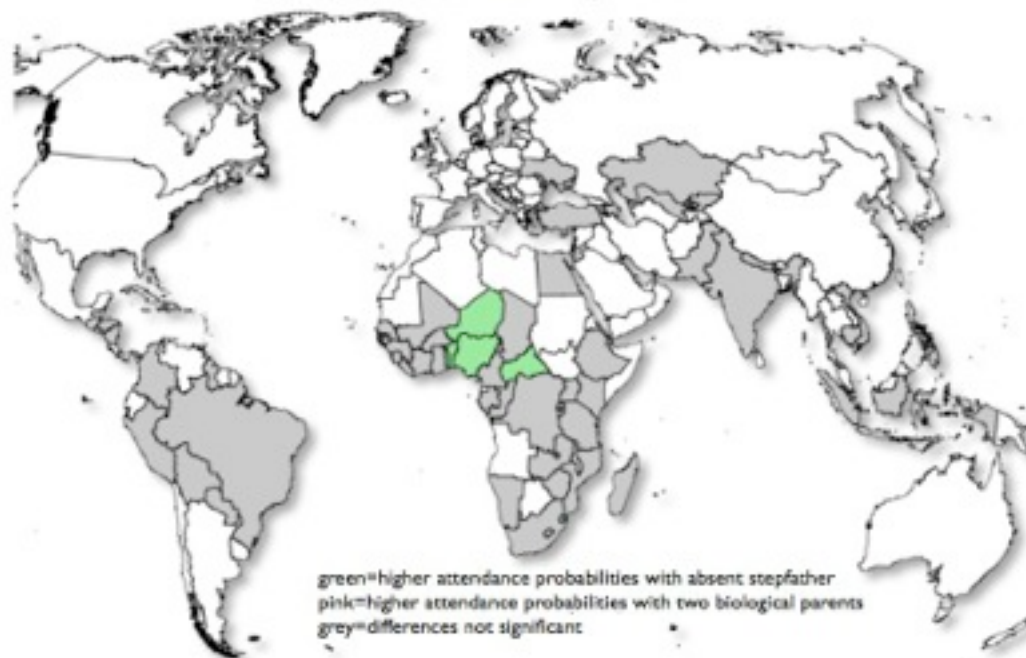 green=higher attendance probabilities with absent stepfather
pink=higher attendance probabilities with two biological parents
grey=differences not significant